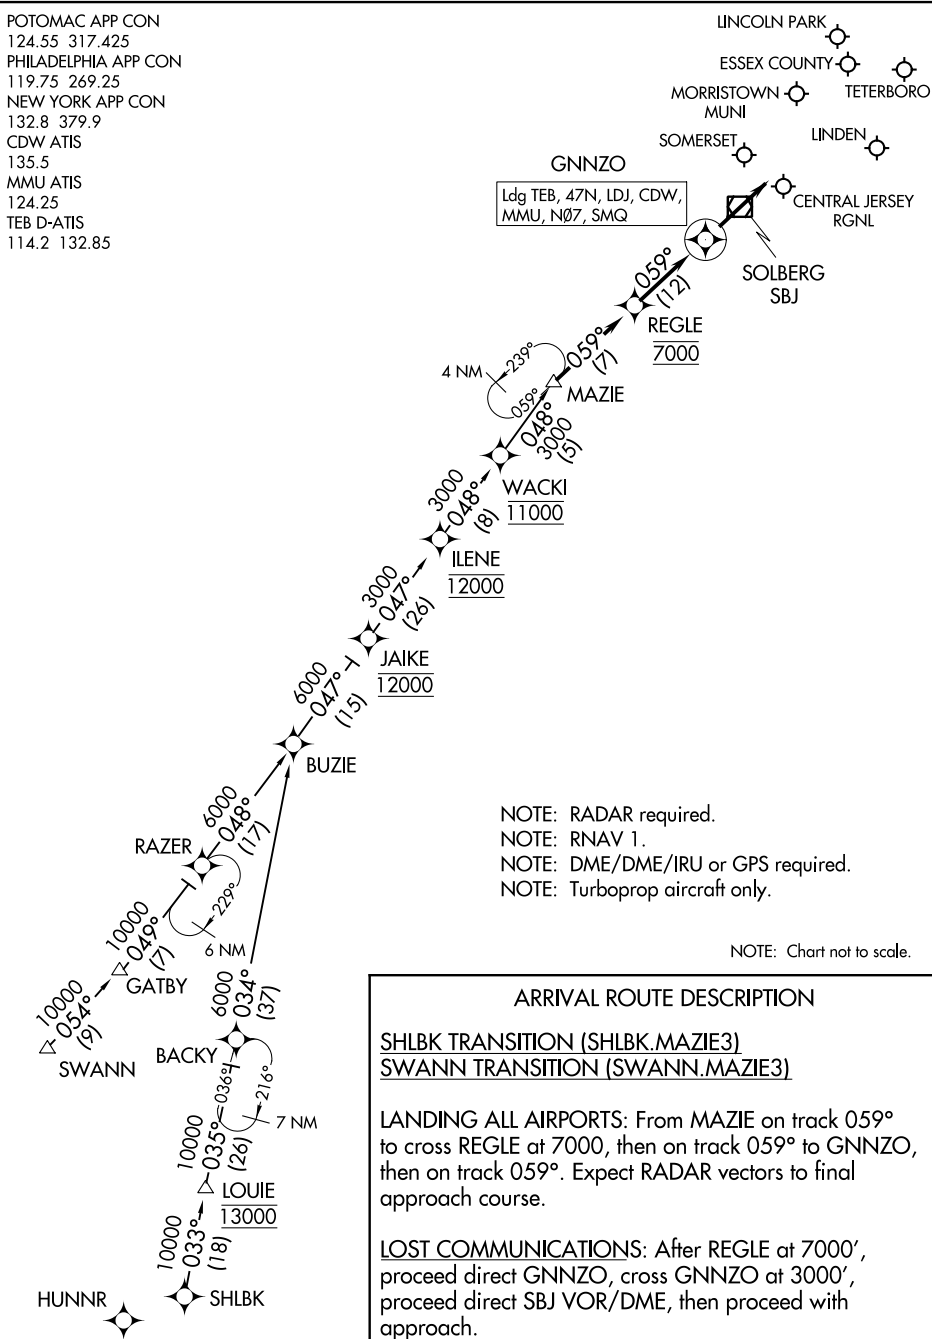 POTOMAC APP CON
124.55 317.425
PHILADELPHIA APP CON
119.75 269.25
NEW YORK APP CON
132.8 379.9
CDW ATIS
135.5
MMU ATIS
124.25
TEB D-ATIS
114.2 132.85
LINCOLN PARK
ESSEX COUNTY
TETERBORO
MORRISTOWN
MUNI
SOMERSET
LINDEN
CENTRAL JERSEY
RGNL
GNNZO
Ldg TEB, 47N, LDJ, CDW,
MMU, NØ7, SMQ
SOLBERG
SBJ
059°
(12)
REGLE
7000
059°
(7)
4 NM
239°
059°
MAZIE
048°
3000
(5)
WACKI
11000
3000
048°
(8)
ILENE
12000
3000
047°
(26)
JAIKE
12000
6000
047°
(15)
BUZIE
6000
048°
(17)
RAZER
229°
6 NM
10000
049°
(7)
GATBY
10000
054°
(9)
SWANN
6000
034°
(37)
BACKY
036°
216°
7 NM
10000
035°
(26)
LOUIE
13000
10000
033°
(18)
SHLBK
HUNNR
NOTE: RADAR required.
NOTE: RNAV 1.
NOTE: DME/DME/IRU or GPS required.
NOTE: Turboprop aircraft only.
NOTE: Chart not to scale.
ARRIVAL ROUTE DESCRIPTION
SHLBK TRANSITION (SHLBK.MAZIE3)
SWANN TRANSITION (SWANN.MAZIE3)
LANDING ALL AIRPORTS: From MAZIE on track 059°
to cross REGLE at 7000, then on track 059° to GNNZO,
then on track 059°. Expect RADAR vectors to final
approach course.
LOST COMMUNICATIONS: After REGLE at 7000′,
proceed direct GNNZO, cross GNNZO at 3000′,
proceed direct SBJ VOR/DME, then proceed with
approach.